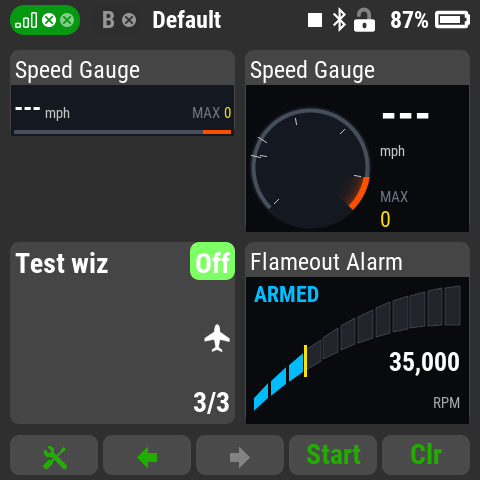 B Default 87%
Speed Gauge
--- mph MAX 0
Speed Gauge
---
mph
MAX
0
Test wiz Off
3/3
Flameout Alarm
ARMED
35,000
RPM
Start Clr